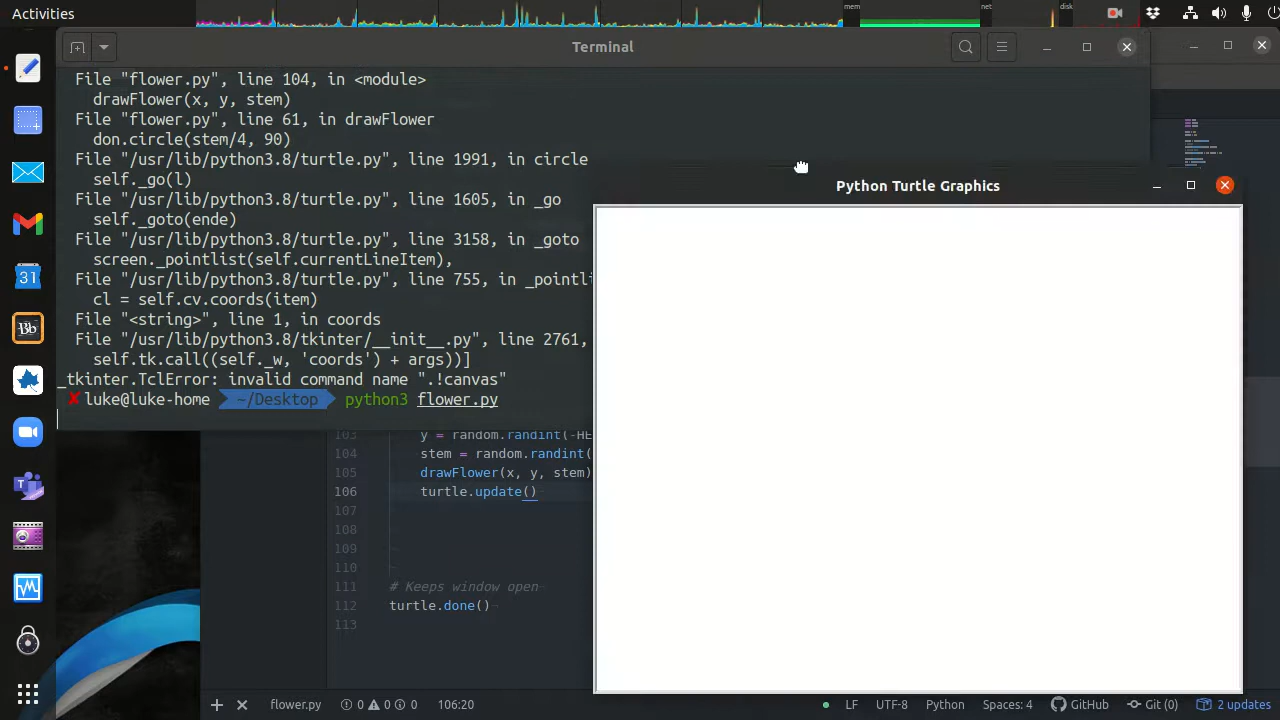 Activities
mem
net
disk
Terminal
File "flower.py", line 104, in <module>
drawFlower(x, y, stem)
File "flower.py", line 61, in drawFlower
don.circle(stem/4, 90)
File "/usr/lib/python3.8/turtle.py", line 1991, in circle
self._go(l)
File "/usr/lib/python3.8/turtle.py", line 1605, in _go
self._goto(ende)
File "/usr/lib/python3.8/turtle.py", line 3158, in _goto
screen._pointlist(self.currentLineItem),
File "/usr/lib/python3.8/turtle.py", line 755, in _pointli
cl = self.cv.coords(item)
File "<string>", line 1, in coords
File "/usr/lib/python3.8/tkinter/__init__.py", line 2761,
self.tk.call((self._w, 'coords') + args))]
_tkinter.TclError: invalid command name ".!canvas"
✘ luke@luke-home ~/Desktop python3 flower.py
Python Turtle Graphics
31
Bb
103 y = random.randint(-HE
104 stem = random.randint(
105 drawFlower(x, y, stem)
106 turtle.update()
107
108
109
110
111 # Keeps window open
112 turtle.done()
113
+ × flower.py 0 0 0 106:20 LF UTF-8 Python Spaces: 4 GitHub Git (0) 2 updates